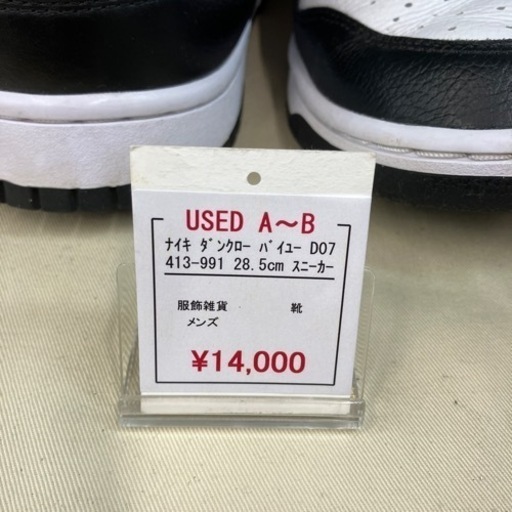 USED A～B
ﾅｲｷ ﾀﾞﾝｸﾛｰ ﾊﾞｲﾕｰ D07
413-991 28.5cm ｽﾆｰｶｰ
服飾雑貨 靴
メンズ
¥14,000